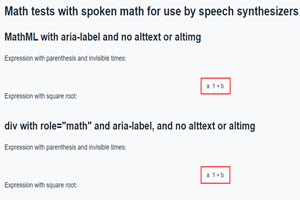 Math tests with spoken math for use by speech synthesizers
MathML with aria-label and no alttext or altimg
Expression with parenthesis and invisible times:
a 1 + b
Expression with square root:
div with role="math" and aria-label, and no alttext or altimg
Expression with parenthesis and invisible times:
a 1 + b
Expression with square root: